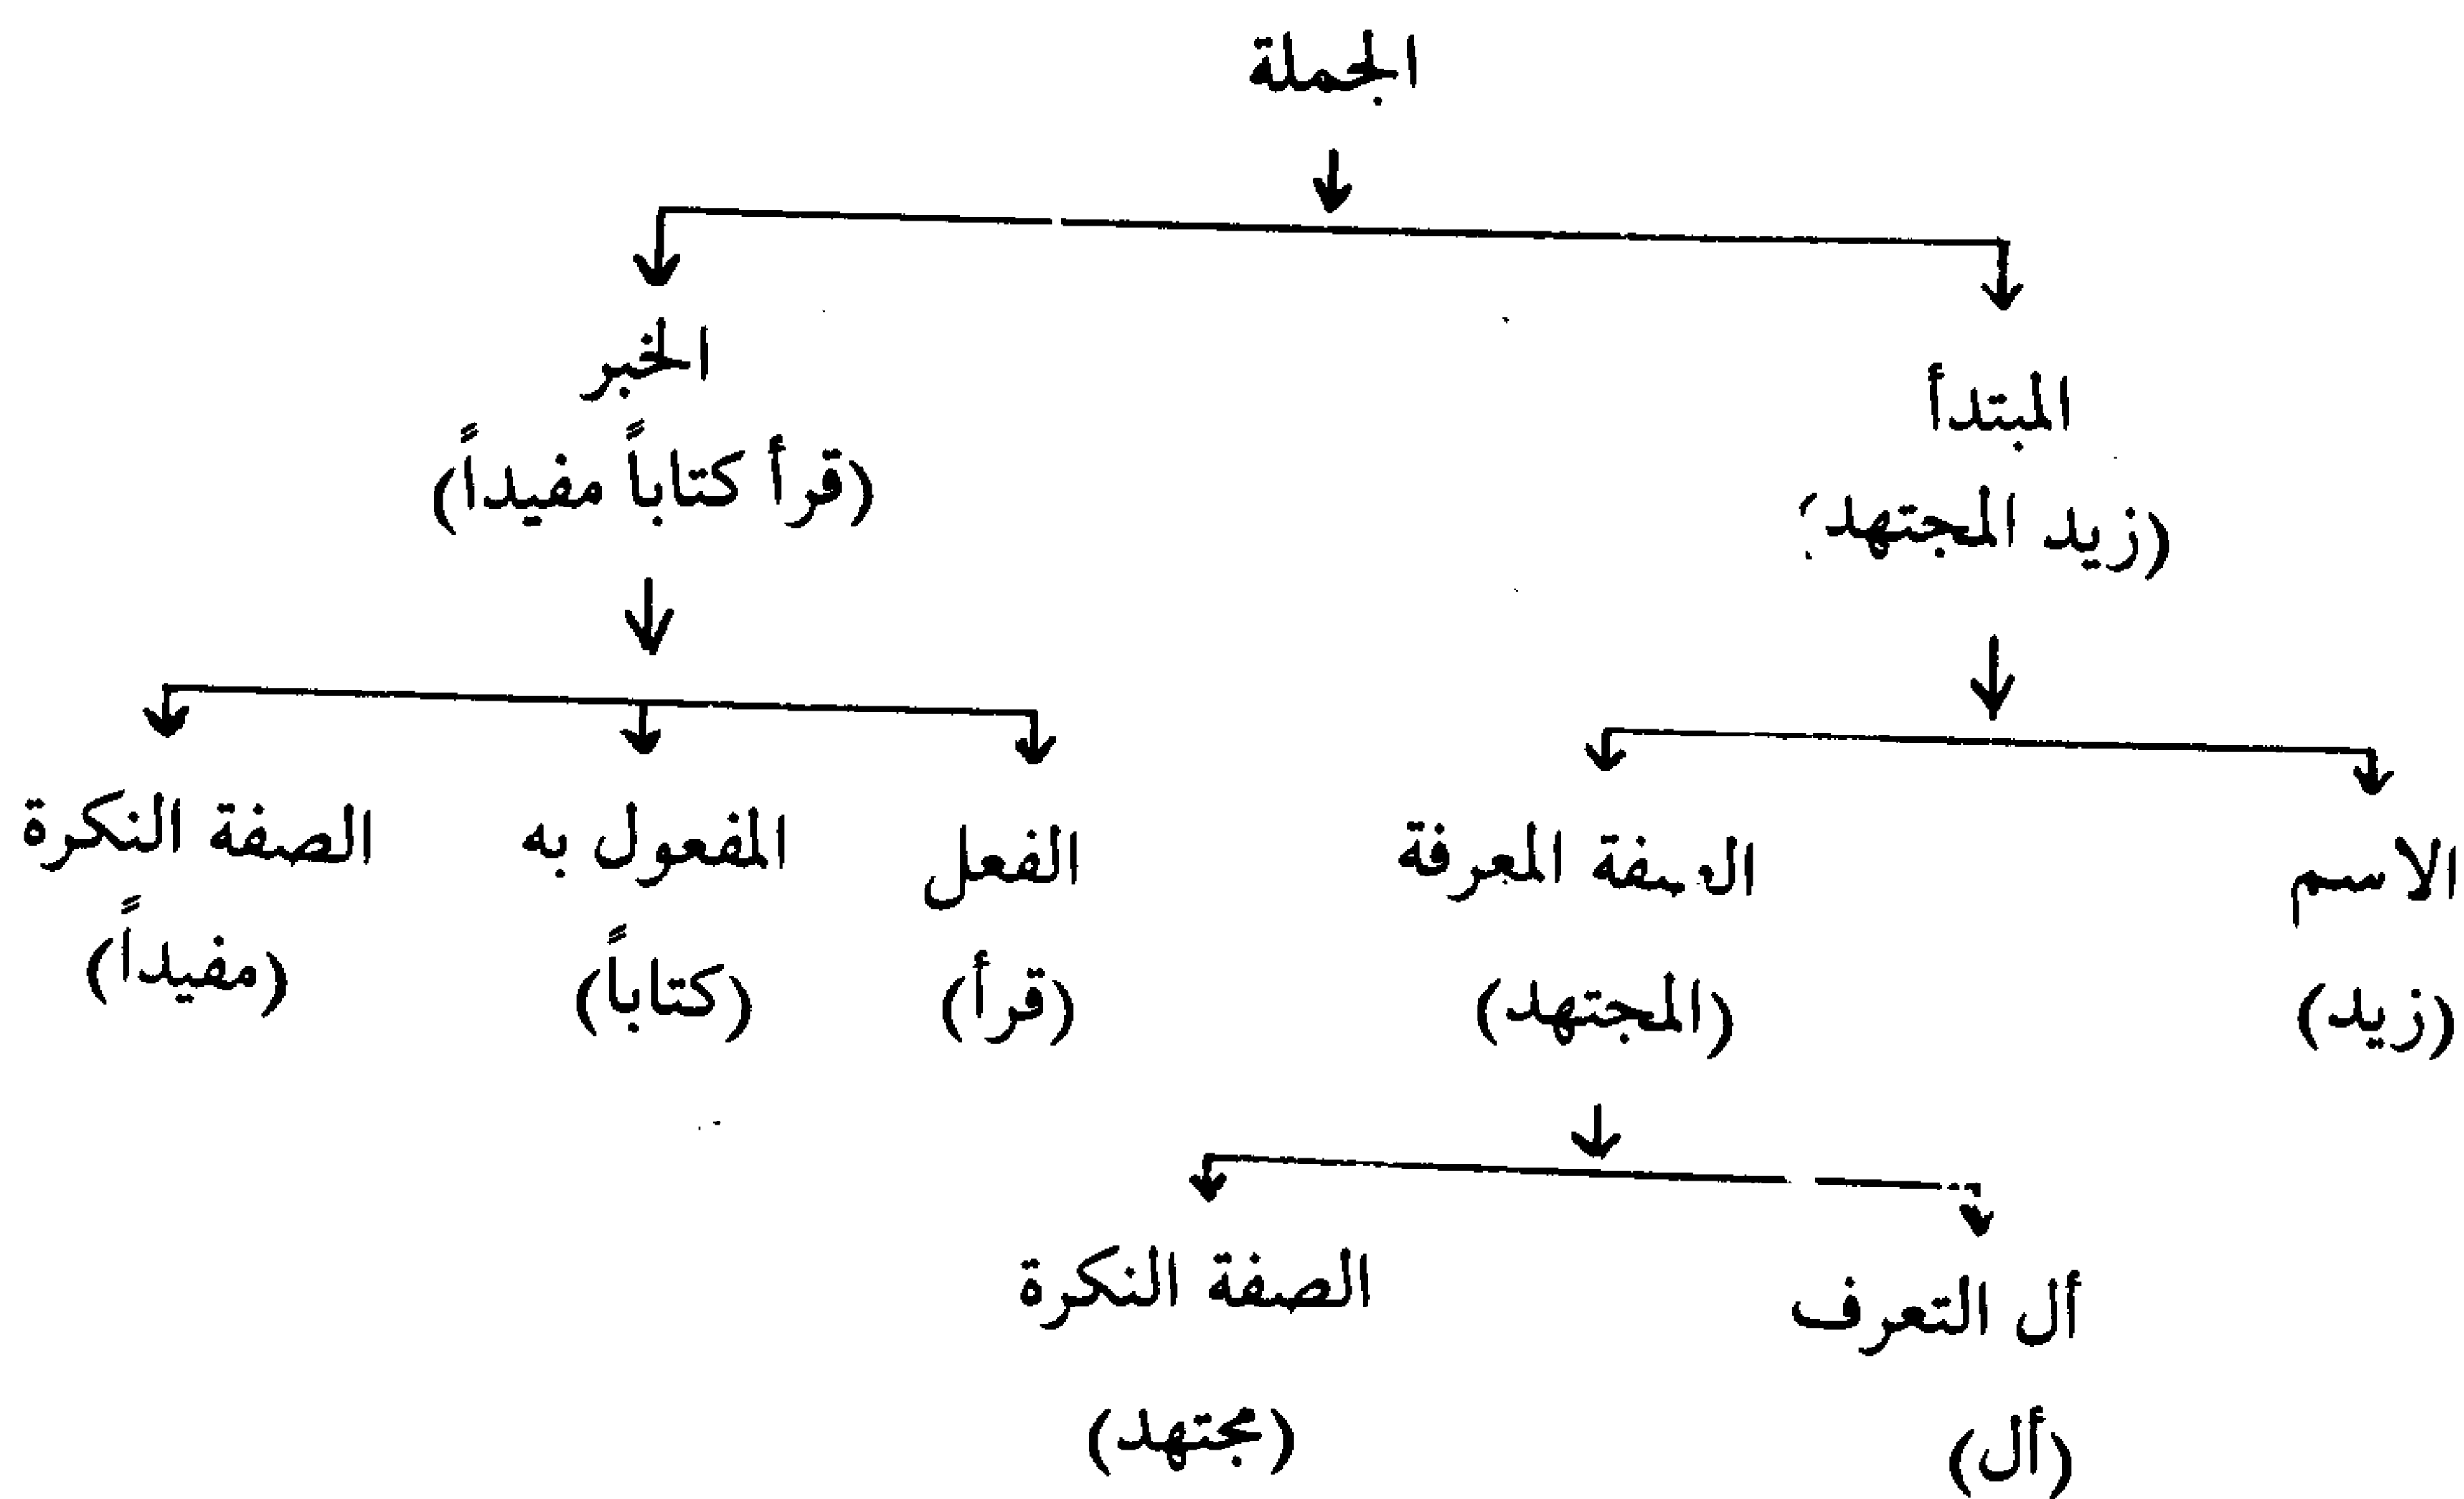 الجملة
المبتدأ
(زيد المجتهد)
الخبر
(قرأ كتاباً مفيداً)
الاسم
(زيد)
الصفة المعرفة
(المجتهد)
الفعل
(قرأ)
المفعول به
(كتاباً)
الصفة النكرة
(مفيداً)
أل التعرف
(أل)
الصفة النكرة
(مجتهد)